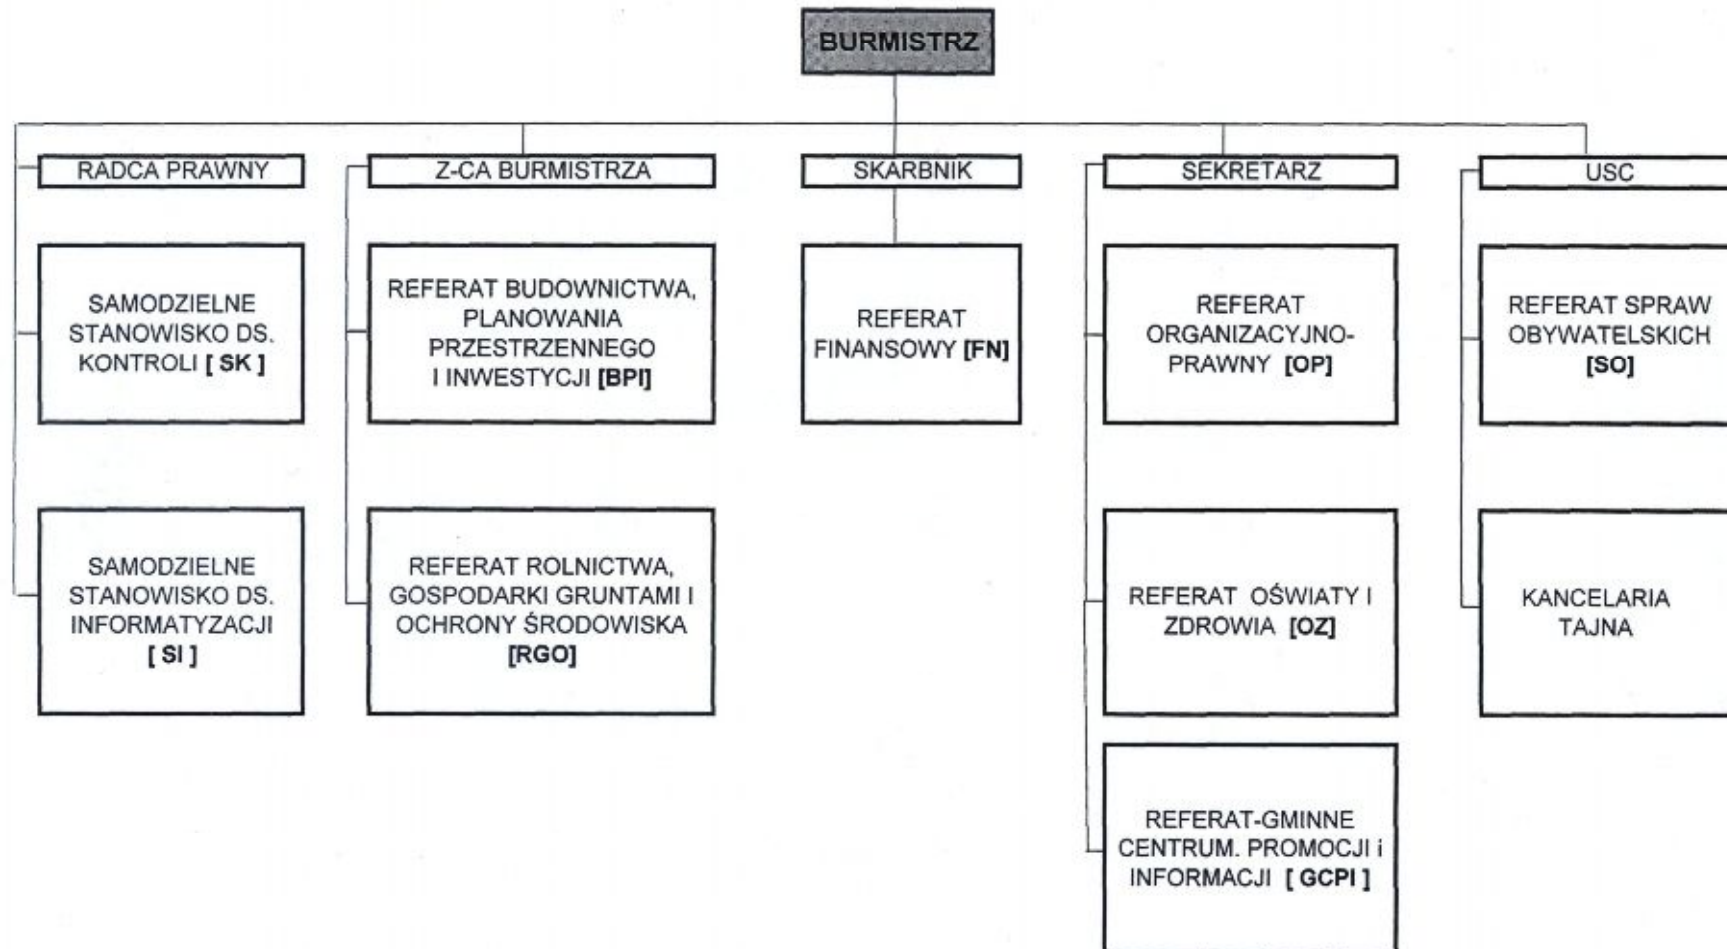 BURMISTRZ
RADCA PRAWNY
Z-CA BURMISTRZA
SKARBNIK
SEKRETARZ
USC
SAMODZIELNE
STANOWISKO DS.
KONTROLI [ SK ]
REFERAT BUDOWNICTWA,
PLANOWANIA
PRZESTRZENNEGO
I INWESTYCJI [BPI]
REFERAT
FINANSOWY [FN]
REFERAT
ORGANIZACYJNO-
PRAWNY [OP]
REFERAT SPRAW
OBYWATELSKICH
[SO]
SAMODZIELNE
STANOWISKO DS.
INFORMATYZACJI
[ SI ]
REFERAT ROLNICTWA,
GOSPODARKI GRUNTAMI I
OCHRONY ŚRODOWISKA
[RGO]
REFERAT OŚWIATY I
ZDROWIA [OZ]
KANCELARIA
TAJNA
REFERAT-GMINNE
CENTRUM. PROMOCJI i
INFORMACJI [ GCPI ]